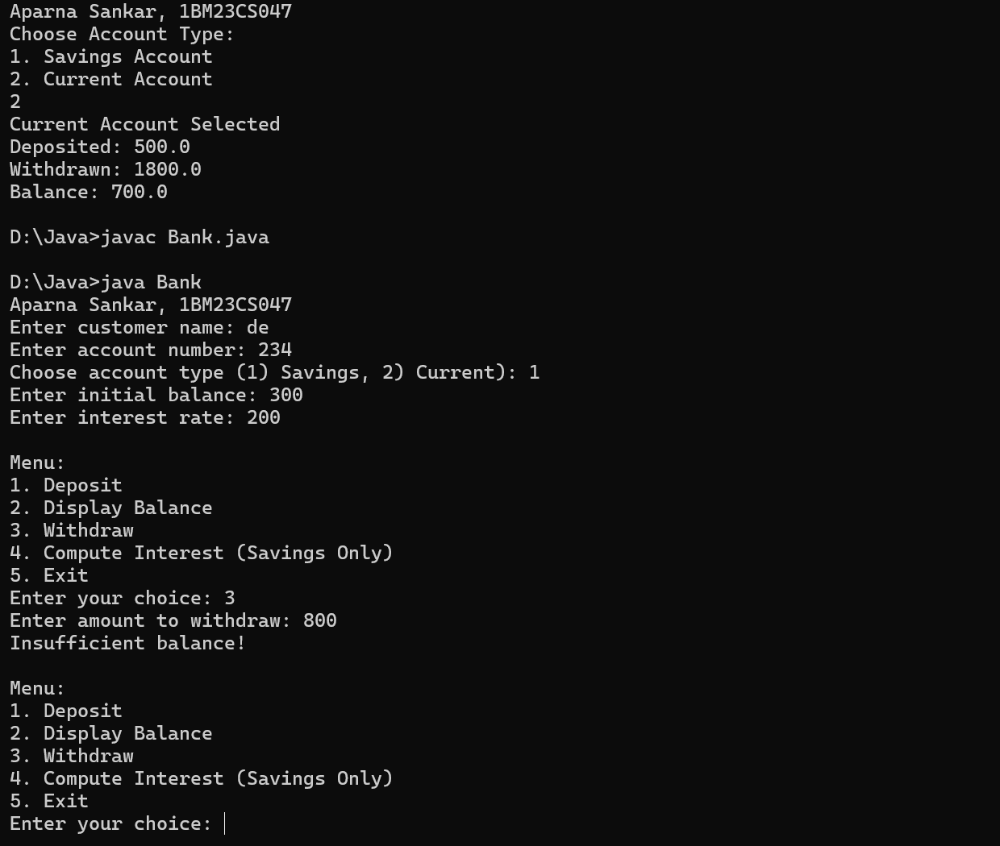 Aparna Sankar, 1BM23CS047
Choose Account Type:
1. Savings Account
2. Current Account
2
Current Account Selected
Deposited: 500.0
Withdrawn: 1800.0
Balance: 700.0
D:\Java>javac Bank.java
D:\Java>java Bank
Aparna Sankar, 1BM23CS047
Enter customer name: de
Enter account number: 234
Choose account type (1) Savings, 2) Current): 1
Enter initial balance: 300
Enter interest rate: 200
Menu:
1. Deposit
2. Display Balance
3. Withdraw
4. Compute Interest (Savings Only)
5. Exit
Enter your choice: 3
Enter amount to withdraw: 800
Insufficient balance!
Menu:
1. Deposit
2. Display Balance
3. Withdraw
4. Compute Interest (Savings Only)
5. Exit
Enter your choice: